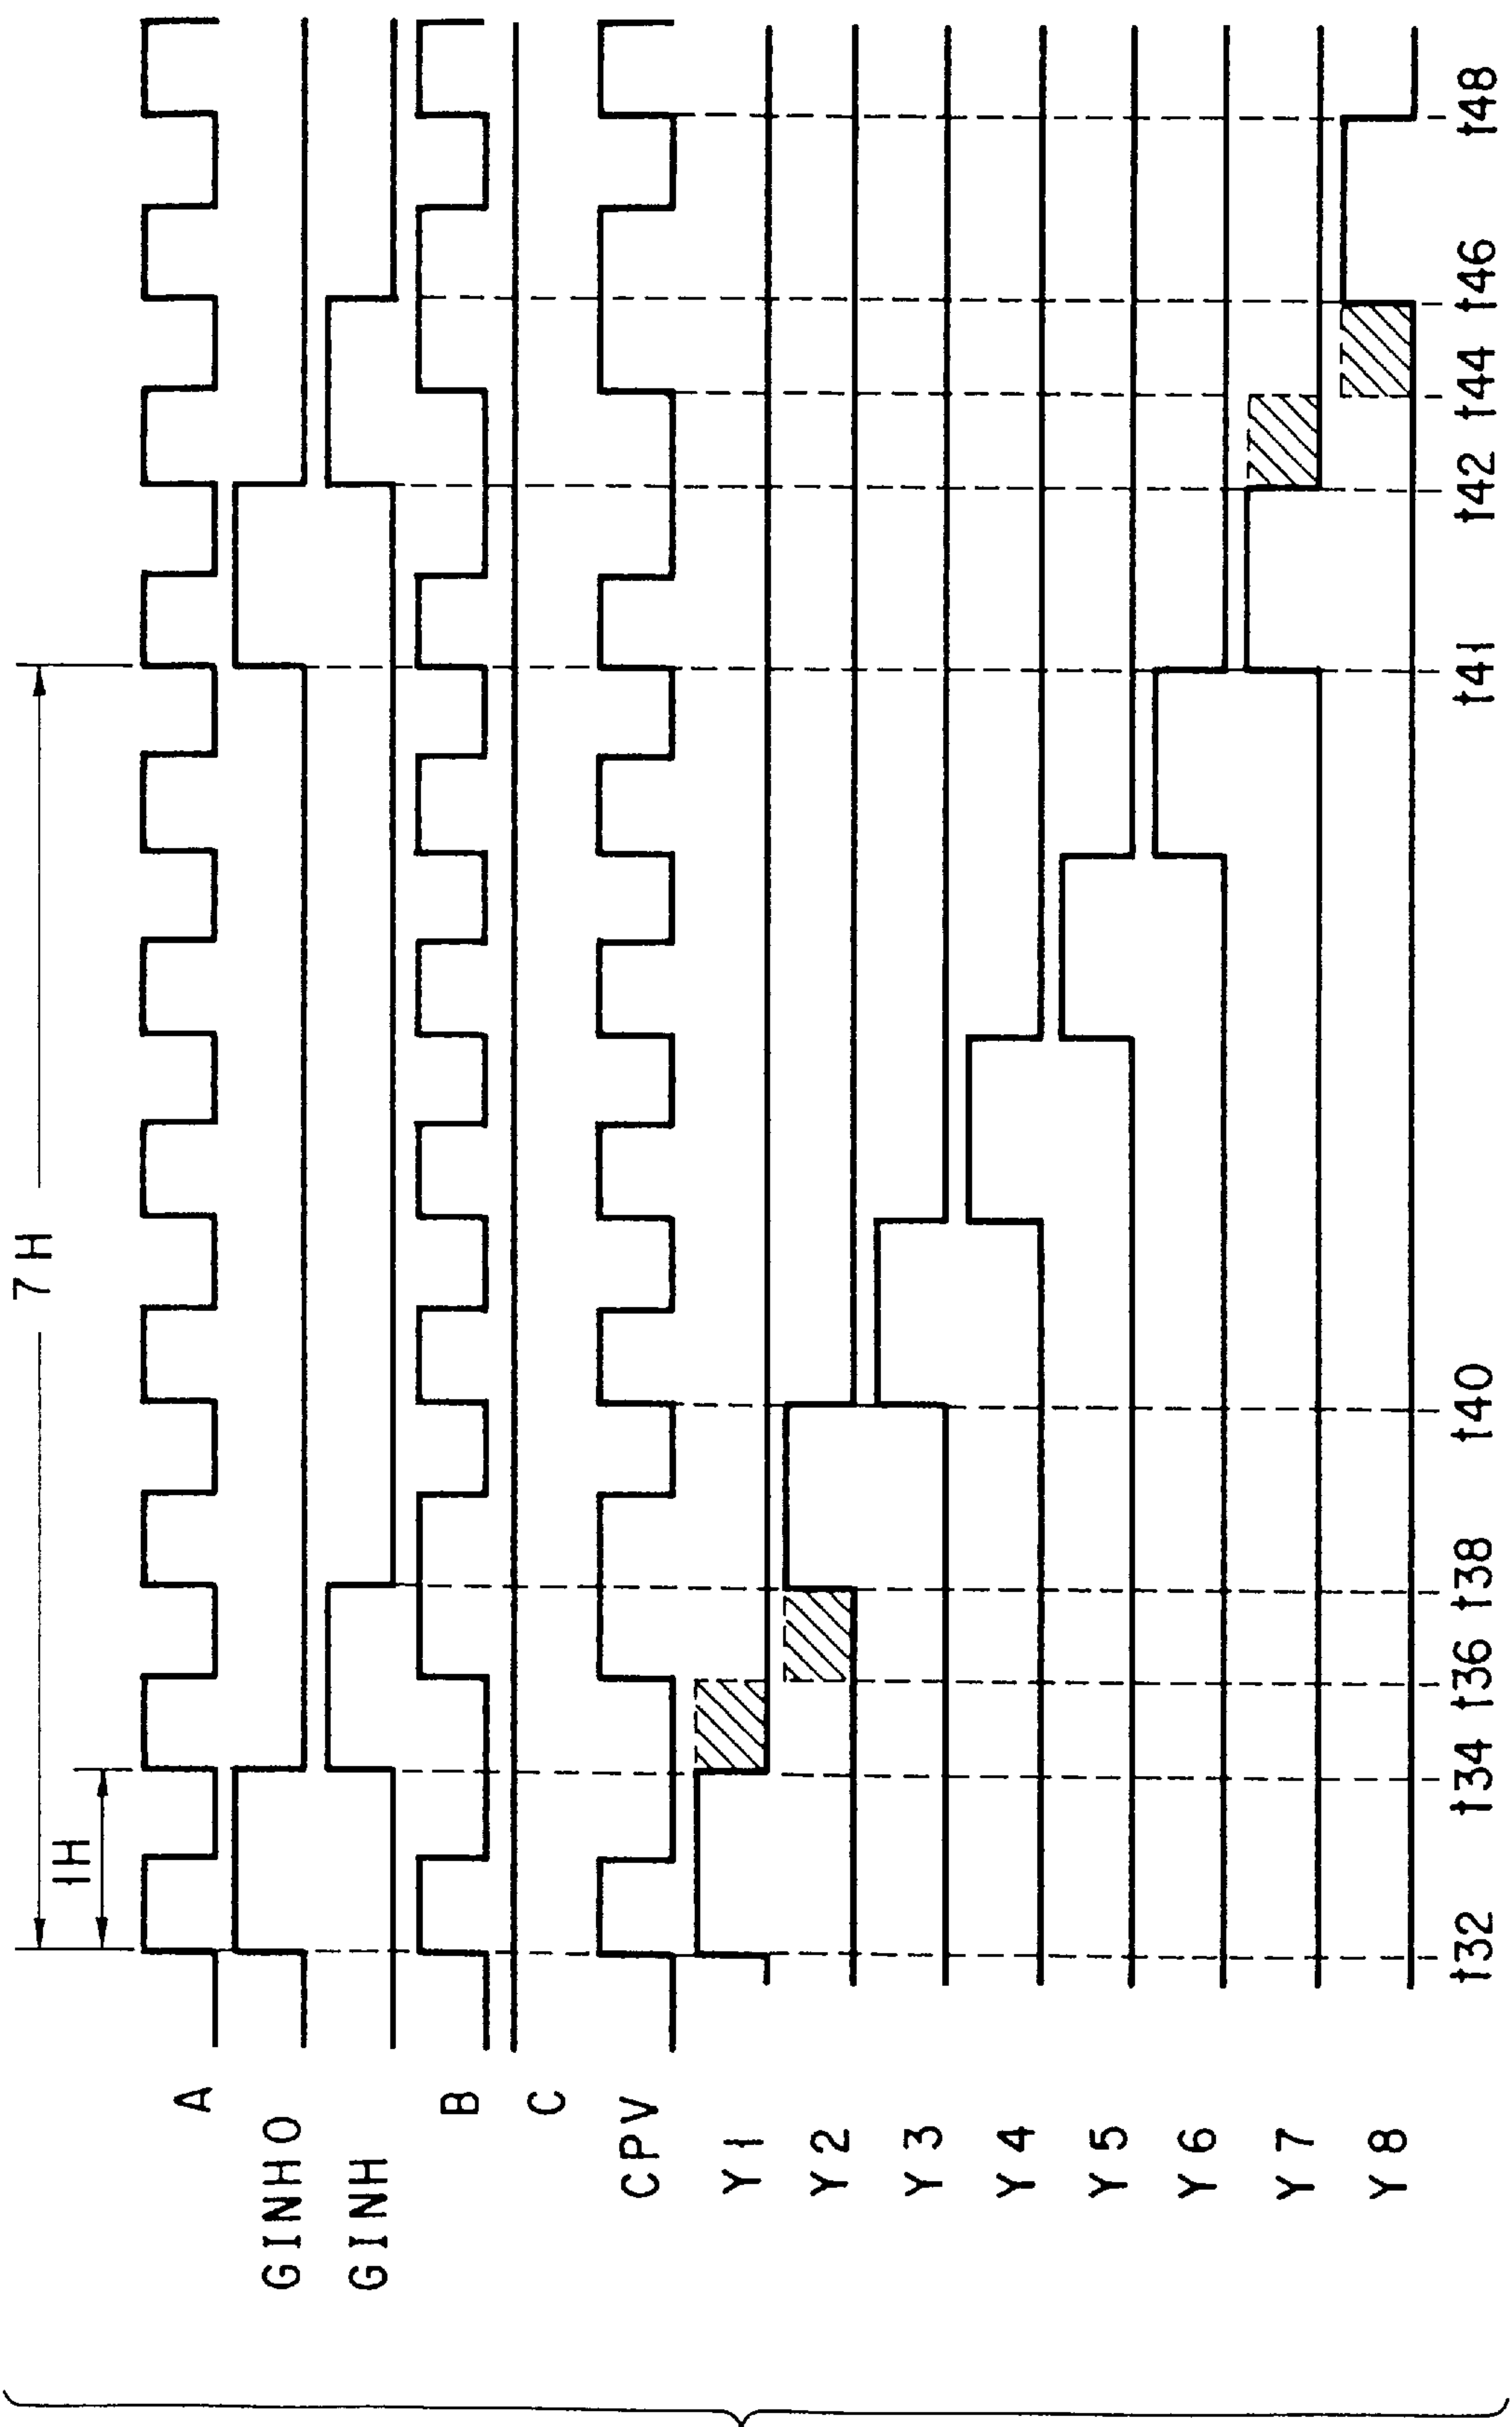 7H
1H
A
GINHO
GINH
B
C
CPV
Y1
Y2
Y3
Y4
Y5
Y6
Y7
Y8
t32 t34 t36 t38 t40 t41 t42 t44 t46 t48